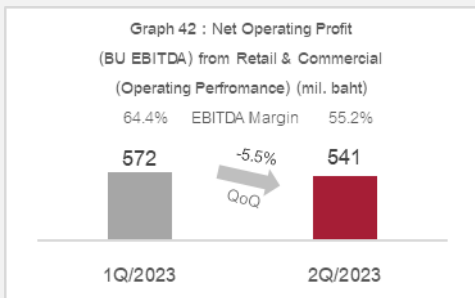 Graph 42 : Net Operating Profit
(BU EBITDA) from Retail & Commercial
(Operating Perfromance) (mil. baht)
64.4% EBITDA Margin 55.2%
572 -5.5% 541
QoQ
1Q/2023 2Q/2023